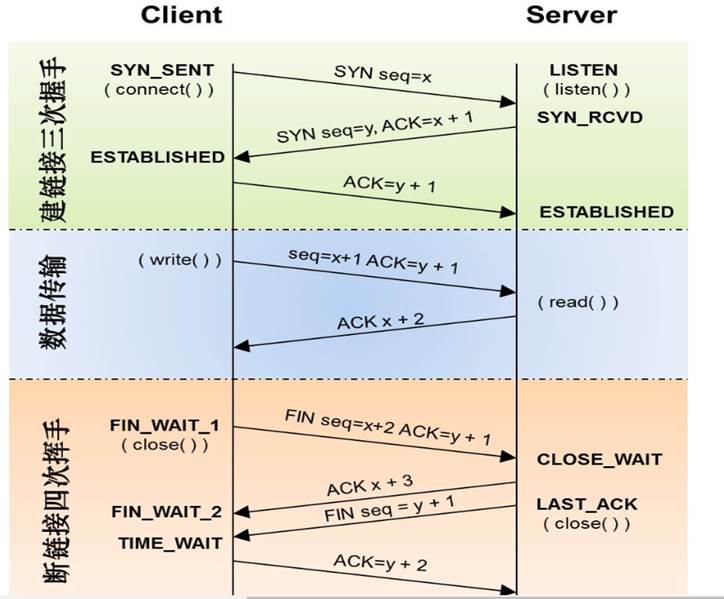 Client
Server
建链接三次握手
SYN_SENT
( connect( ) )
SYN seq=x
LISTEN
( listen( ) )
SYN_RCVD
SYN seq=y, ACK=x + 1
ESTABLISHED
ACK=y + 1
ESTABLISHED
数据传输
( write( ) )
seq=x+1 ACK=y + 1
( read( ) )
ACK x + 2
断链接四次挥手
FIN_WAIT_1
( close( ) )
FIN seq=x+2 ACK=y + 1
CLOSE_WAIT
ACK x + 3
FIN_WAIT_2
FIN seq = y + 1
LAST_ACK
( close( ) )
TIME_WAIT
ACK=y + 2